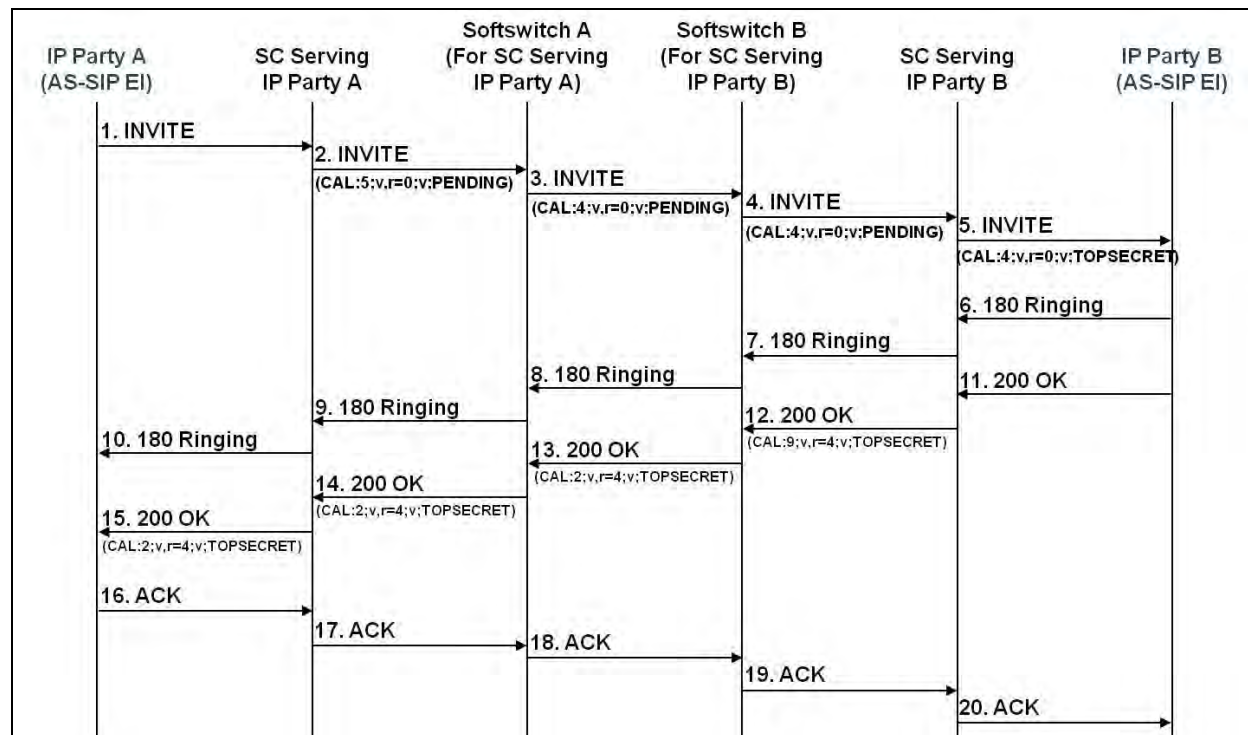 IP Party A
(AS-SIP EI)
SC Serving
IP Party A
Softswitch A
(For SC Serving
IP Party A)
Softswitch B
(For SC Serving
IP Party B)
SC Serving
IP Party B
IP Party B
(AS-SIP EI)
1. INVITE
2. INVITE
(CAL:5;v,r=0;v;PENDING)
3. INVITE
(CAL:4;v,r=0;v;PENDING)
4. INVITE
(CAL:4;v,r=0;v;PENDING)
5. INVITE
(CAL:4;v,r=0;v;TOPSECRET)
6. 180 Ringing
7. 180 Ringing
8. 180 Ringing
9. 180 Ringing
10. 180 Ringing
11. 200 OK
12. 200 OK
(CAL:9;v,r=4;v;TOPSECRET)
13. 200 OK
(CAL:2;v,r=4;v;TOPSECRET)
14. 200 OK
(CAL:2;v,r=4;v;TOPSECRET)
15. 200 OK
(CAL:2;v,r=4;v;TOPSECRET)
16. ACK
17. ACK
18. ACK
19. ACK
20. ACK